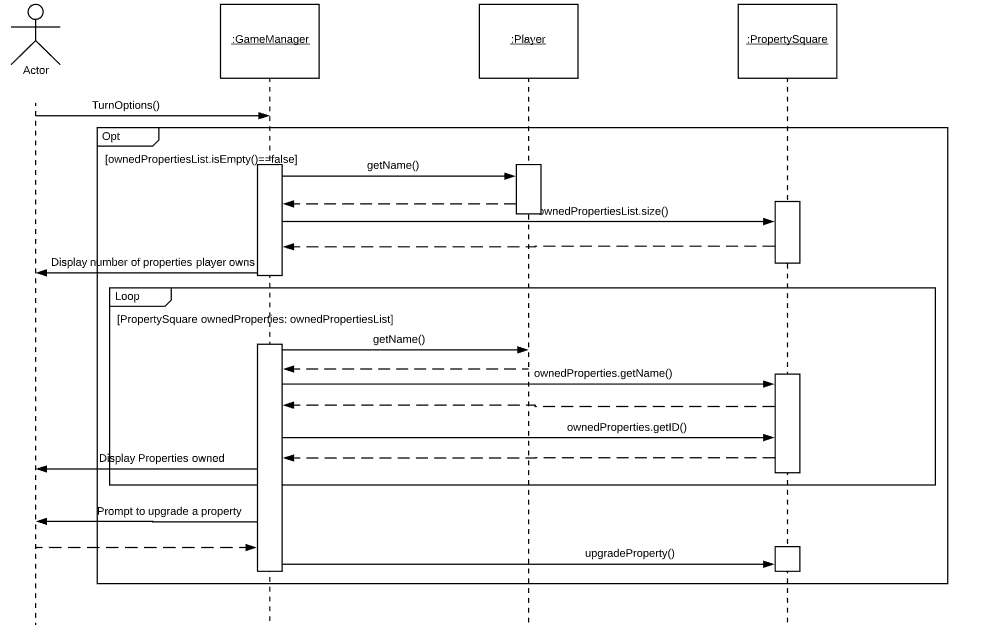 :GameManager
:Player
:PropertySquare
Actor
TurnOptions()
Opt
[ownedPropertiesList.isEmpty()==false]
getName()
ownedPropertiesList.size()
Display number of properties player owns
Loop
[PropertySquare ownedProperties: ownedPropertiesList]
getName()
ownedProperties.getName()
ownedProperties.getID()
Display Properties owned
Prompt to upgrade a property
upgradeProperty()